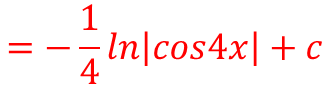 = − 1/4 ln|cos4x| + c